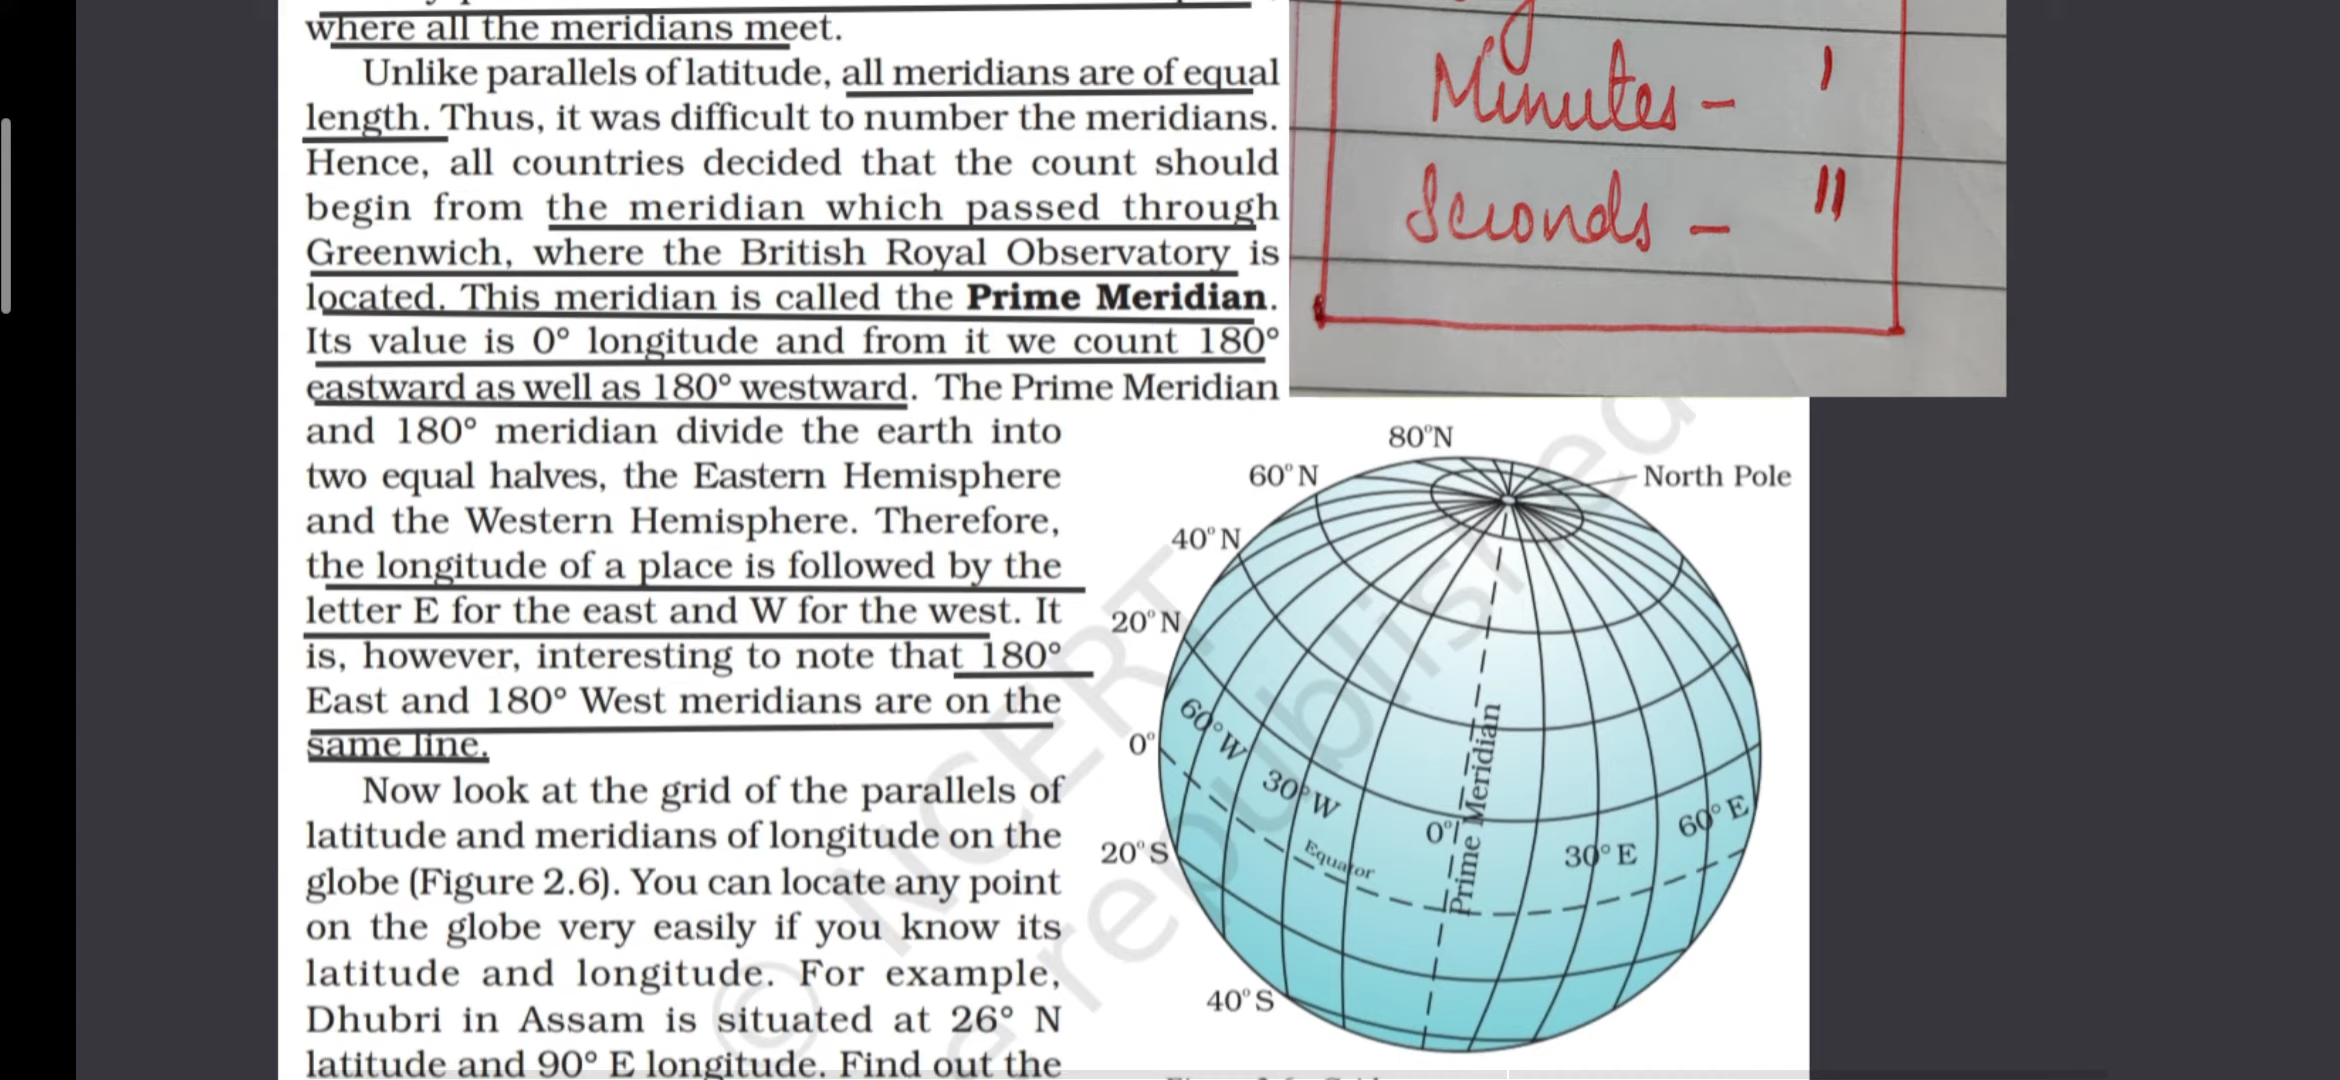 where all the meridians meet.
Unlike parallels of latitude, all meridians are of equal
length. Thus, it was difficult to number the meridians.
Hence, all countries decided that the count should
begin from the meridian which passed through
Greenwich, where the British Royal Observatory is
located. This meridian is called the Prime Meridian.
Its value is 0° longitude and from it we count 180°
eastward as well as 180° westward. The Prime Meridian
and 180° meridian divide the earth into
two equal halves, the Eastern Hemisphere
and the Western Hemisphere. Therefore,
the longitude of a place is followed by the
letter E for the east and W for the west. It
is, however, interesting to note that 180°
East and 180° West meridians are on the
same line.
Now look at the grid of the parallels of
latitude and meridians of longitude on the
globe (Figure 2.6). You can locate any point
on the globe very easily if you know its
latitude and longitude. For example,
Dhubri in Assam is situated at 26° N
latitude and 90° E longitude. Find out the
Minutes - '
Seconds - "
80°N
60°N
North Pole
40°N
20°N
60°W
0°
30°W
Prime Meridian
0°
60°E
30°E
Equator
20°S
40°S
© NCERT
republished